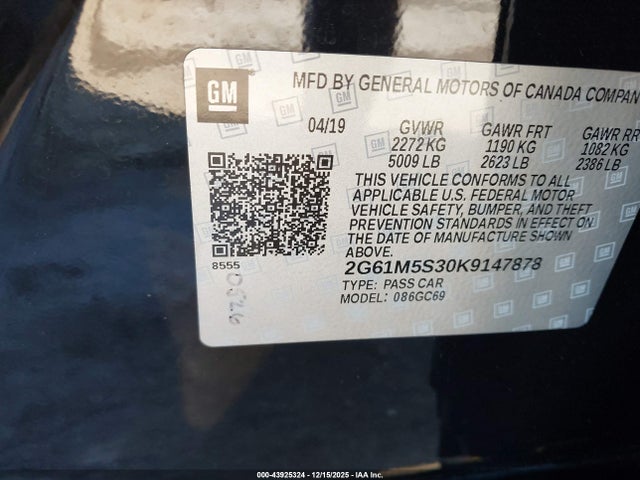 GM
MFD BY GENERAL MOTORS OF CANADA COMPAN
04/19 GVWR GAWR FRT GAWR RR
2272 KG 1190 KG 1082 KG
5009 LB 2623 LB 2386 LB
THIS VEHICLE CONFORMS TO ALL
APPLICABLE U.S. FEDERAL MOTOR
VEHICLE SAFETY, BUMPER, AND THEFT
PREVENTION STANDARDS IN EFFECT ON
THE DATE OF MANUFACTURE SHOWN ABOVE.
8555
2G61M5S30K9147878
TYPE: PASS CAR
MODEL: 086GC69
000-43925324 - 12/15/2025 - IAA Inc.